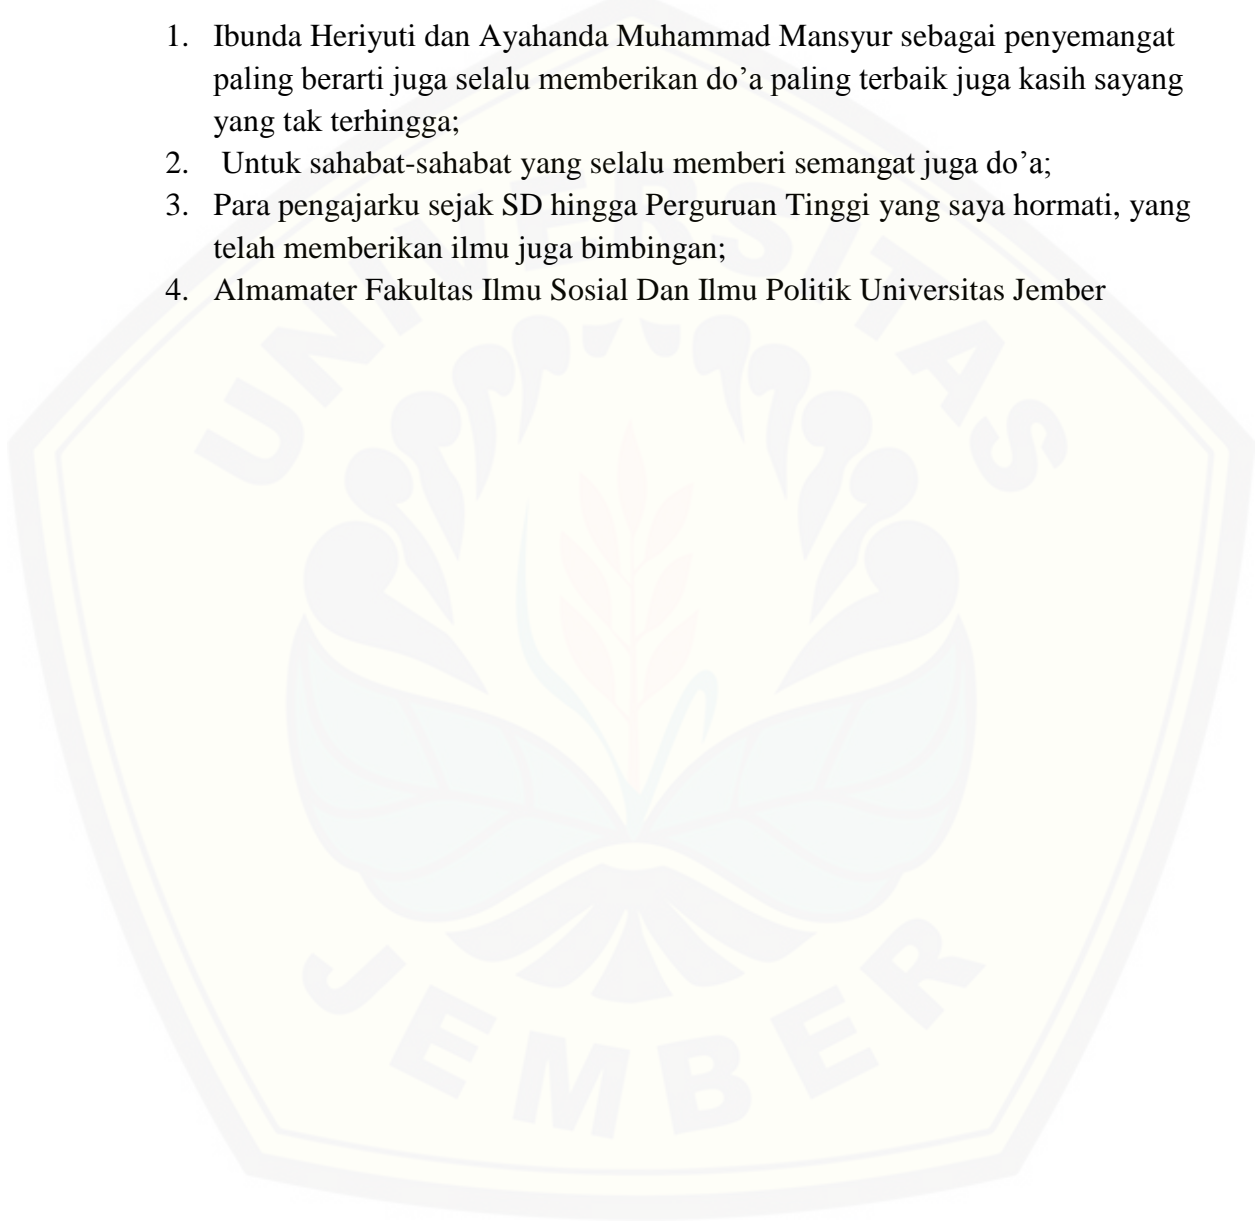 1. Ibunda Heriyuti dan Ayahanda Muhammad Mansyur sebagai penyemangat
paling berarti juga selalu memberikan do’a paling terbaik juga kasih sayang
yang tak terhingga;
2. Untuk sahabat-sahabat yang selalu memberi semangat juga do’a;
3. Para pengajarku sejak SD hingga Perguruan Tinggi yang saya hormati, yang
telah memberikan ilmu juga bimbingan;
4. Almamater Fakultas Ilmu Sosial Dan Ilmu Politik Universitas Jember
UNIVERSITAS
JEMBER